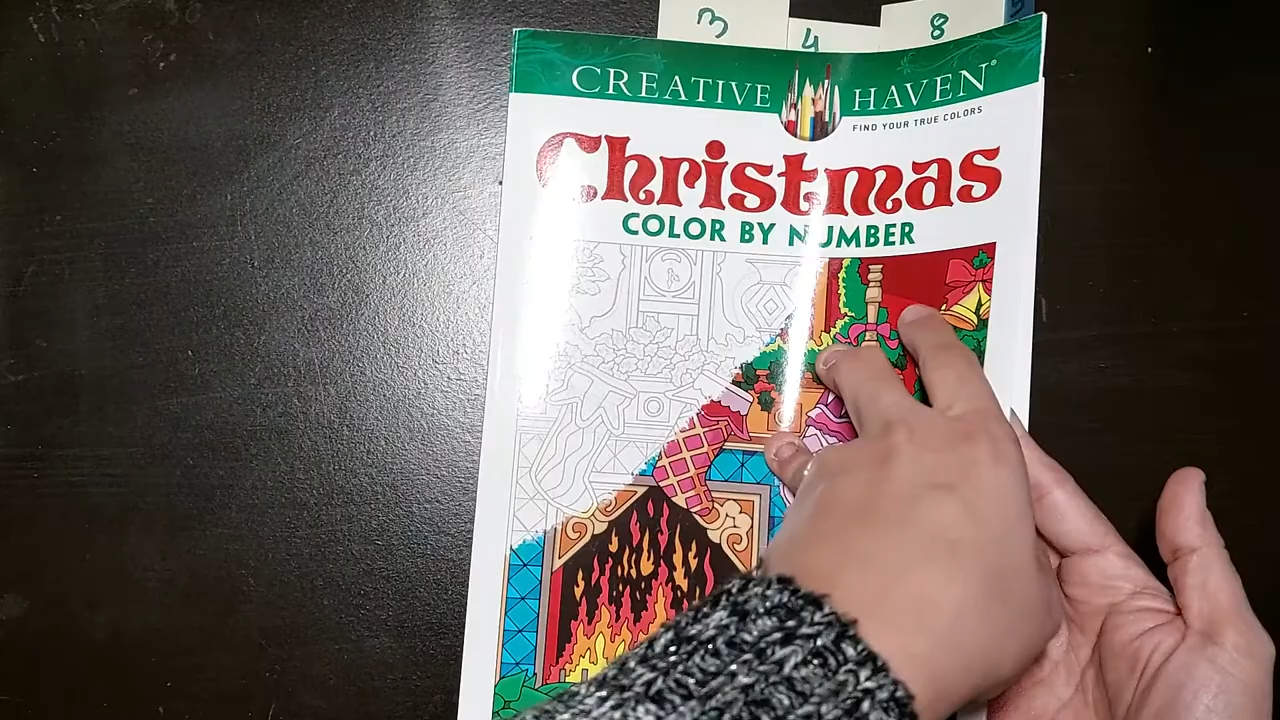 3
4
8
CREATIVE HAVEN®
FIND YOUR TRUE COLORS
Christmas
COLOR BY NUMBER